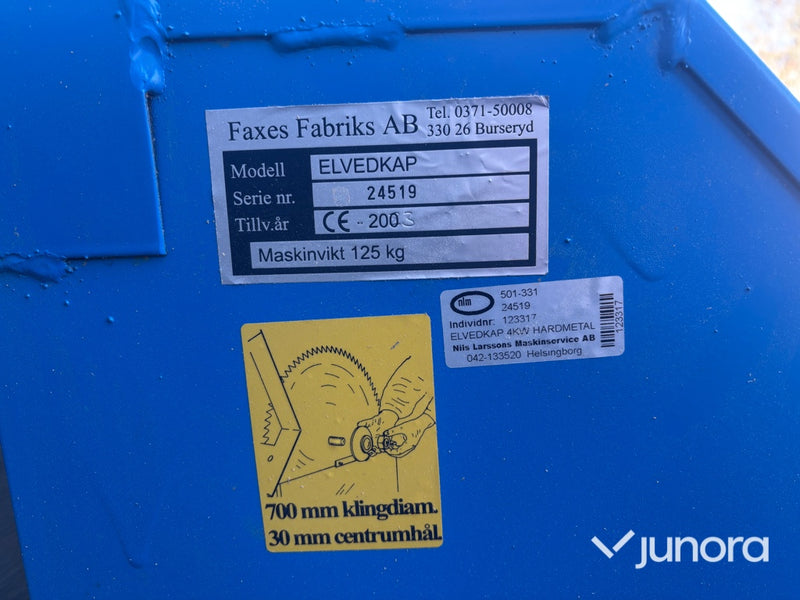 Faxes Fabriks AB
Tel. 0371-50008
330 26 Burseryd
Modell ELVEDKAP
Serie nr. 24519
Tillv.år CE - 200
Maskinvikt 125 kg
nlm
501-331
24519
Individnr: 123317
ELVEDKAP 4KW HARDMETAL
Nils Larssons Maskinservice AB
042-133520 Helsingborg
123317
700 mm klingdiam.
30 mm centrumhål.
junora